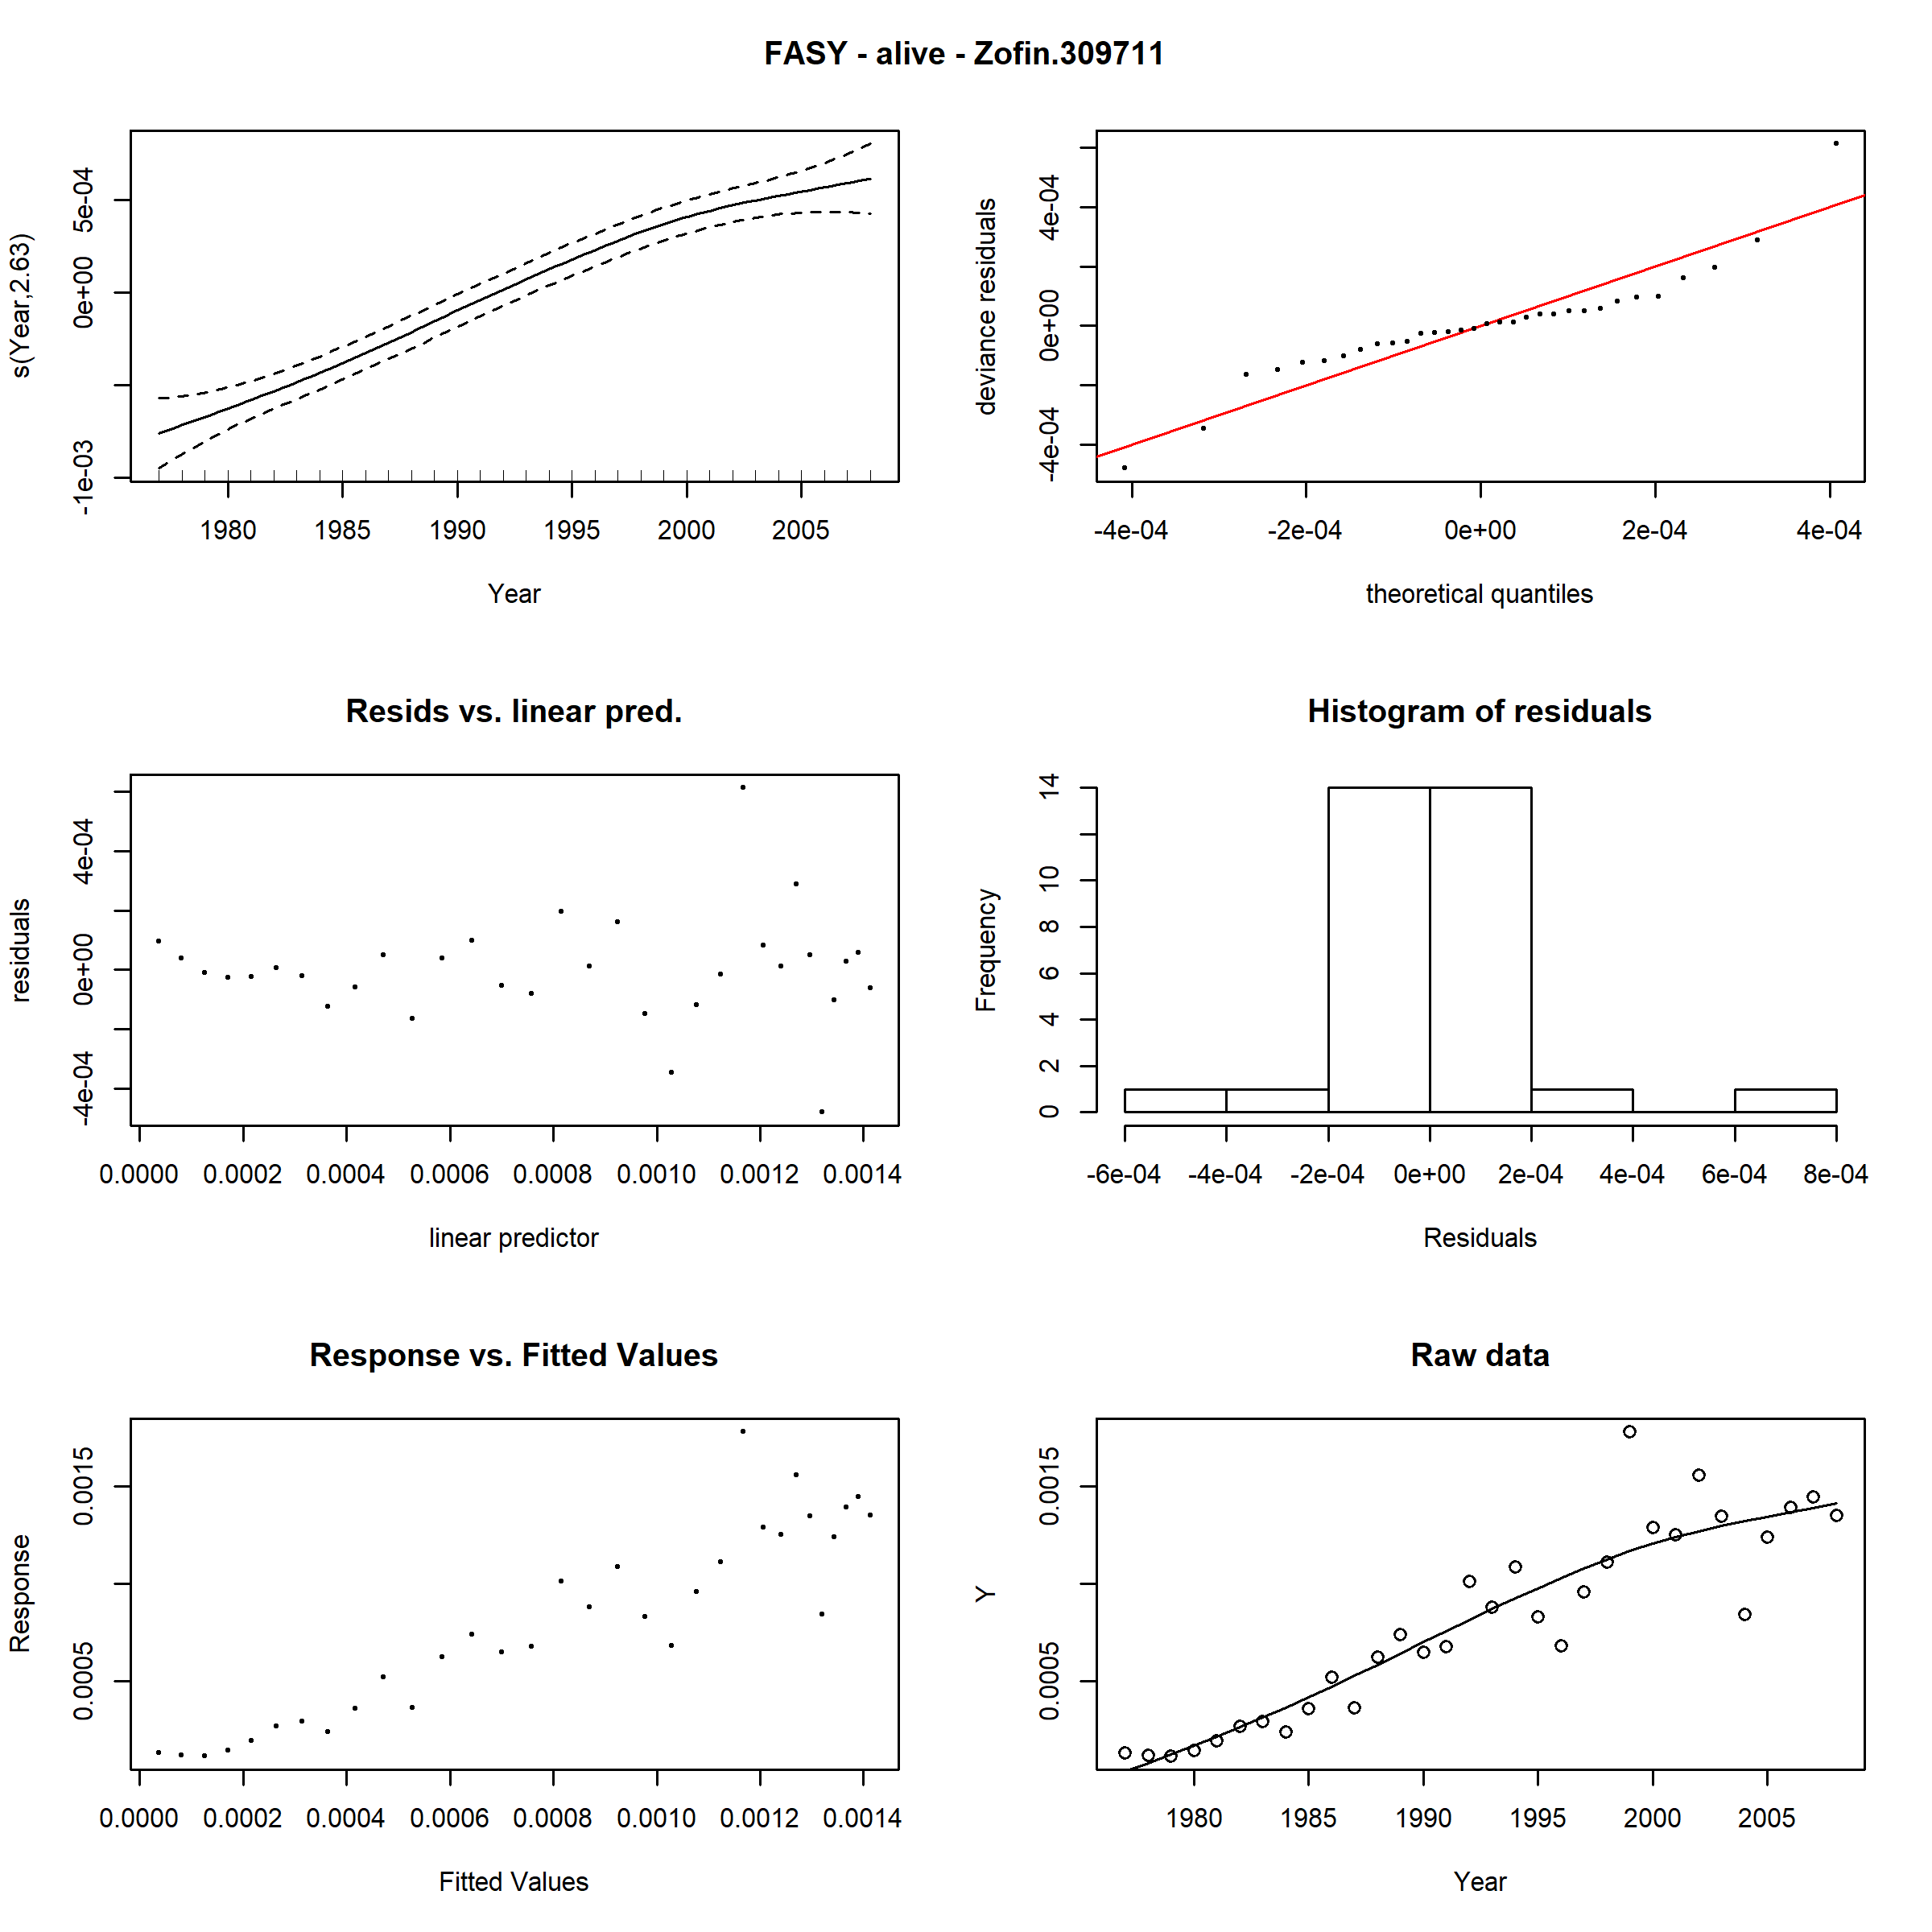 FASY - alive - Zofin.309711
s(Year,2.63)
-1e-03 0e+00 5e-04
1980 1985 1990 1995 2000 2005
Year
deviance residuals
-4e-04 0e+00 4e-04
-4e-04 -2e-04 0e+00 2e-04 4e-04
theoretical quantiles
Resids vs. linear pred.
residuals
-4e-04 0e+00 4e-04
0.0000 0.0002 0.0004 0.0006 0.0008 0.0010 0.0012 0.0014
linear predictor
Histogram of residuals
Frequency
0 2 4 6 8 10 14
-6e-04 -4e-04 -2e-04 0e+00 2e-04 4e-04 6e-04 8e-04
Residuals
Response vs. Fitted Values
Response
0.0005 0.0015
0.0000 0.0002 0.0004 0.0006 0.0008 0.0010 0.0012 0.0014
Fitted Values
Raw data
Y
0.0005 0.0015
1980 1985 1990 1995 2000 2005
Year